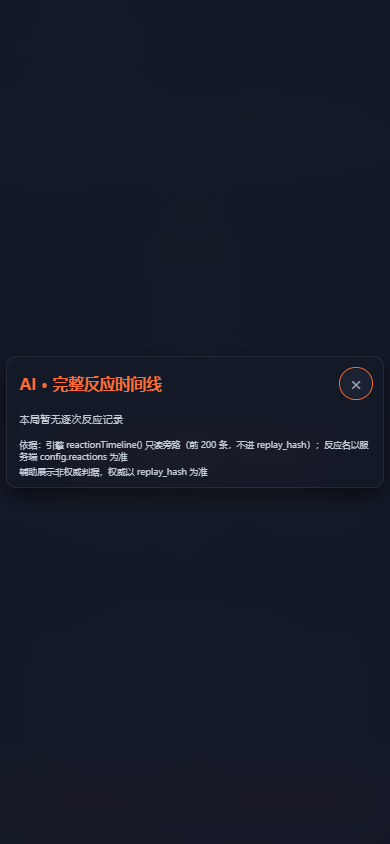 AI • 完整反应时间线
×
本局暂无逐次反应记录
依据：引擎 reactionTimeline() 只读旁路（前 200 条，不进 replay_hash）；反应名以服
务端 config.reactions 为准
辅助展示非权威判据，权威以 replay_hash 为准